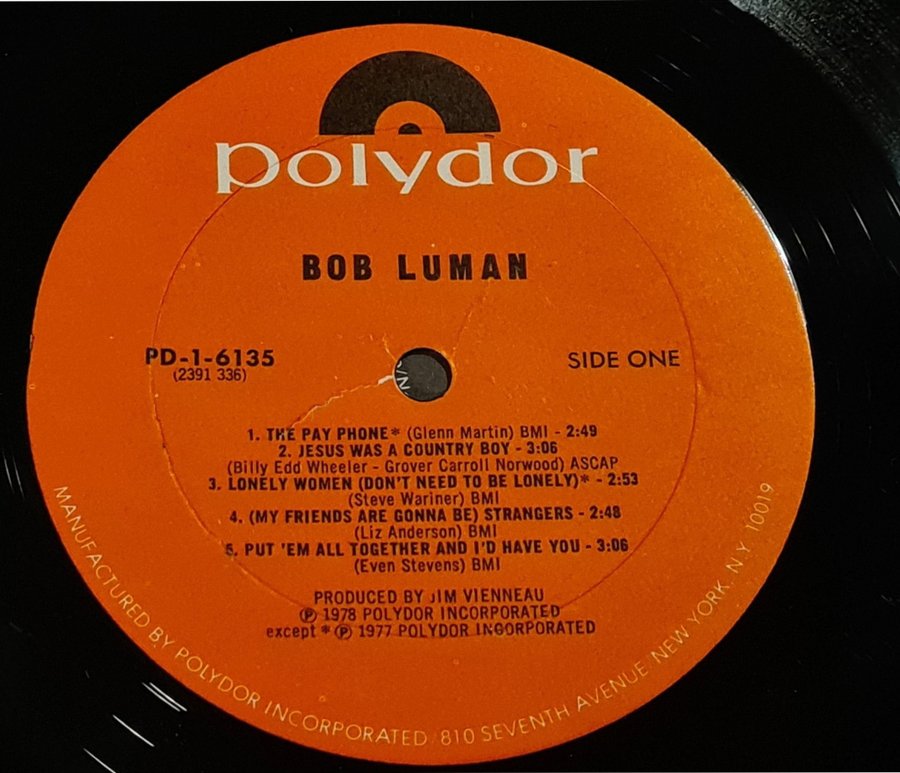 polydor
BOB LUMAN
PD-1-6135
(2391 336)
SIDE ONE
1. THE PAY PHONE* (Glenn Martin) BMI - 2:49
2. JESUS WAS A COUNTRY BOY - 3:06
(Billy Edd Wheeler - Grover Carroll Norwood) ASCAP
3. LONELY WOMEN (DON'T NEED TO BE LONELY)* - 2:53
(Steve Wariner) BMI
4. (MY FRIENDS ARE GONNA BE) STRANGERS - 2:48
(Liz Anderson) BMI
5. PUT 'EM ALL TOGETHER AND I'D HAVE YOU - 3:06
(Even Stevens) BMI
PRODUCED BY JIM VIENNEAU
℗ 1978 POLYDOR INCORPORATED
except * ℗ 1977 POLYDOR INCORPORATED
MANUFACTURED BY POLYDOR INCORPORATED 810 SEVENTH AVENUE NEW YORK. N.Y. 10019